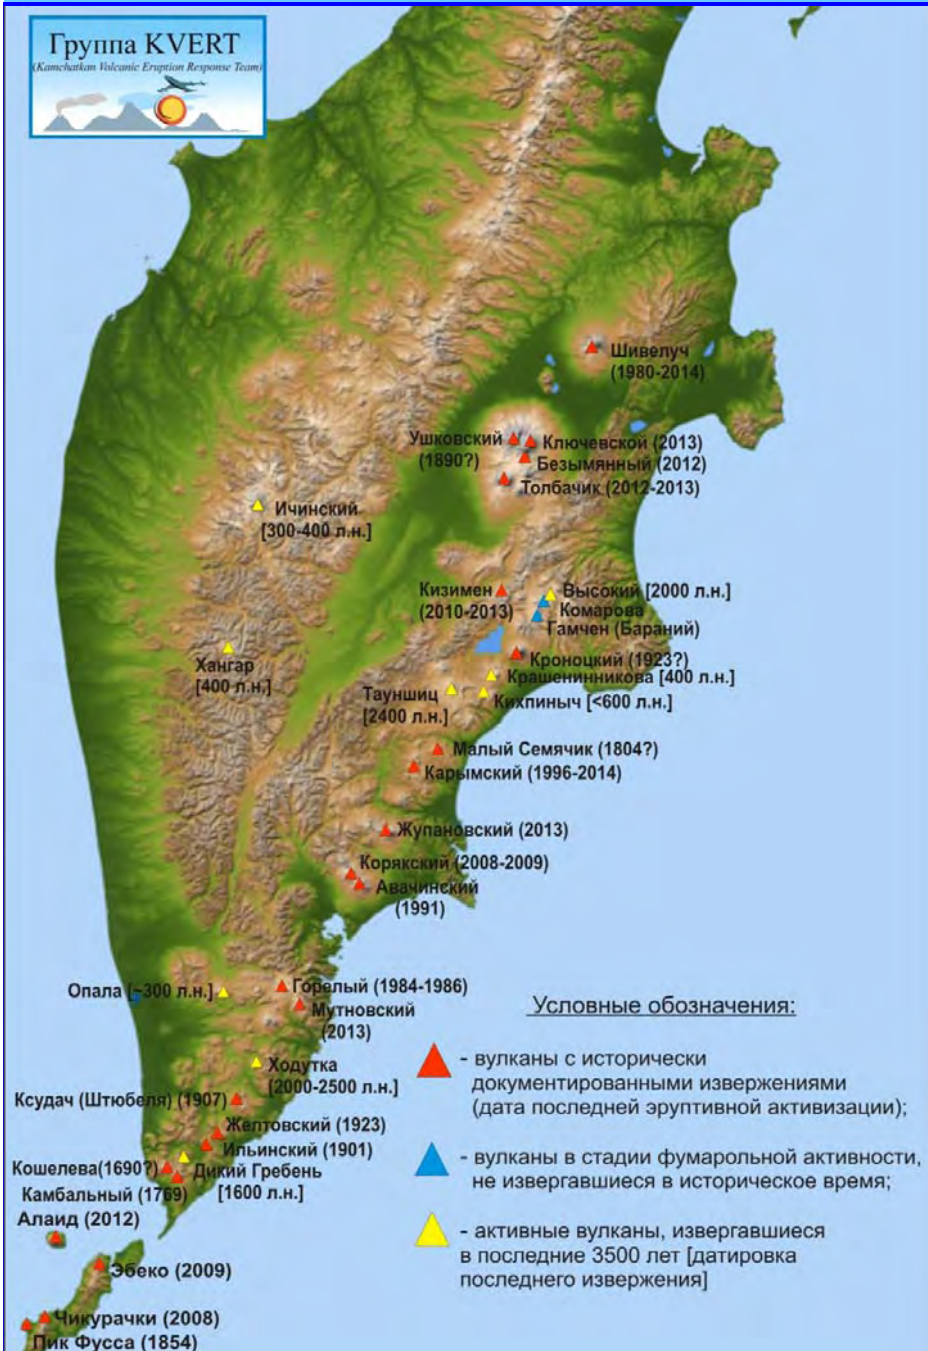 Группа KVERT
(Kamchatkan Volcanic Eruption Response Team)
Шивелуч
(1980-2014)
Ушковский
(1890?)
Ключевской (2013)
Безымянный (2012)
Толбачик (2012-2013)
Ичинский
[300-400 л.н.]
Кизимен
(2010-2013)
Высокий [2000 л.н.]
Комарова
Гамчен (Бараний)
Хангар
[400 л.н.]
Кроноцкий (1923?)
Крашенинникова [400 л.н.]
Тауншиц
[2400 л.н.]
Кихпиныч [<600 л.н.]
Малый Семячик (1804?)
Карымский (1996-2014)
Жупановский (2013)
Корякский (2008-2009)
Авачинский
(1991)
Опала [~300 л.н.]
Горелый (1984-1986)
Мутновский
(2013)
Ходутка
[2000-2500 л.н.]
Ксудач (Штюбеля) (1907)
Желтовский (1923)
Ильинский (1901)
Кошелева(1690?)
Дикий Гребень
[1600 л.н.]
Камбальный (1769)
Алаид (2012)
Эбеко (2009)
Чикурачки (2008)
Пик Фусса (1854)
Условные обозначения:
- вулканы с исторически
документированными извержениями
(дата последней эруптивной активизации);
- вулканы в стадии фумарольной активности,
не извергавшиеся в историческое время;
- активные вулканы, извергавшиеся
в последние 3500 лет [датировка
последнего извержения]